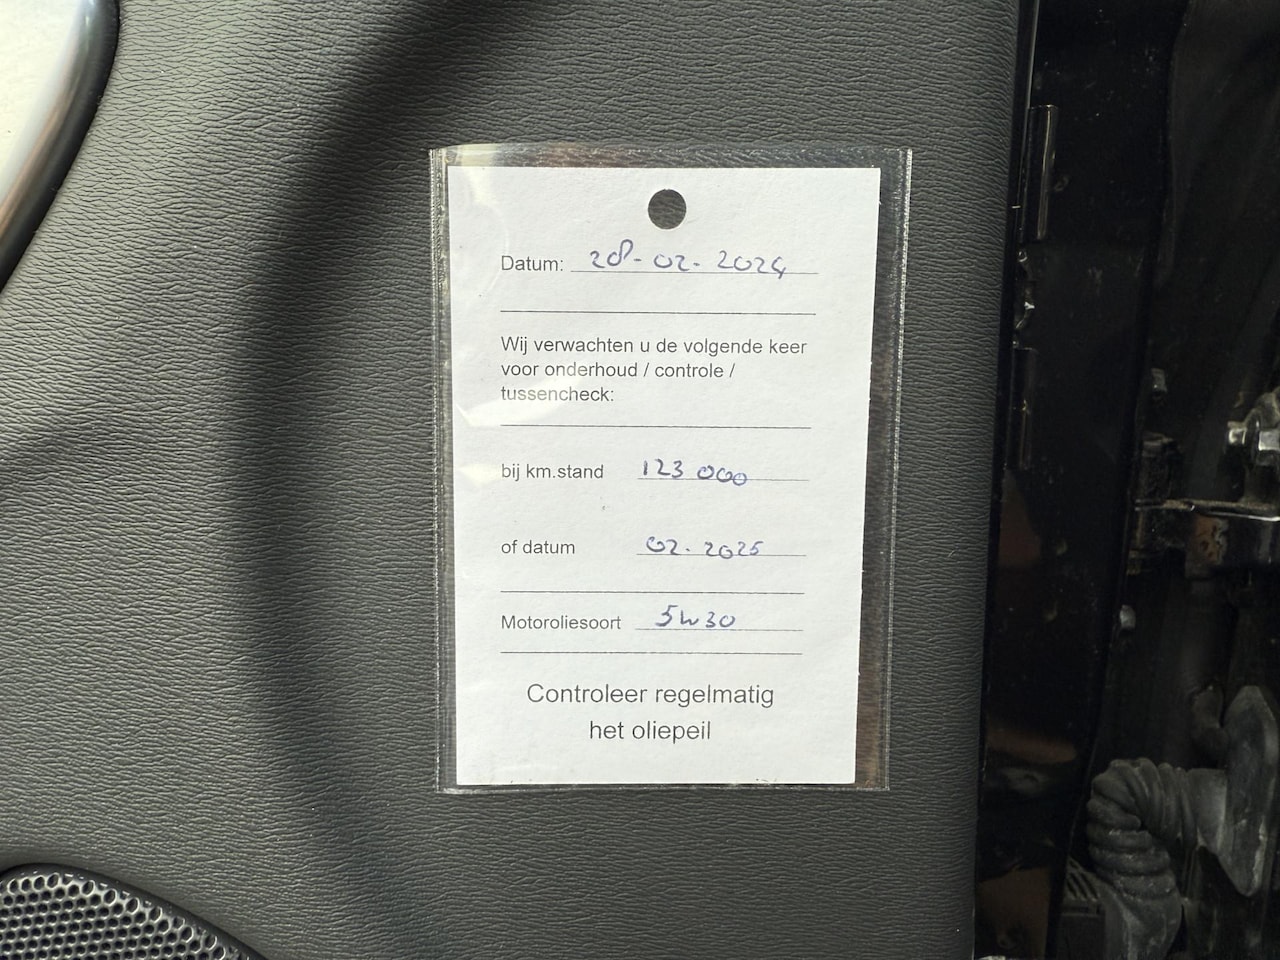 Datum: 28-02-2024
Wij verwachten u de volgende keer
voor onderhoud / controle /
tussencheck:
bij km.stand 123 000
of datum 02-2025
Motoroliesoort 5w30
Controleer regelmatig
het oliepeil